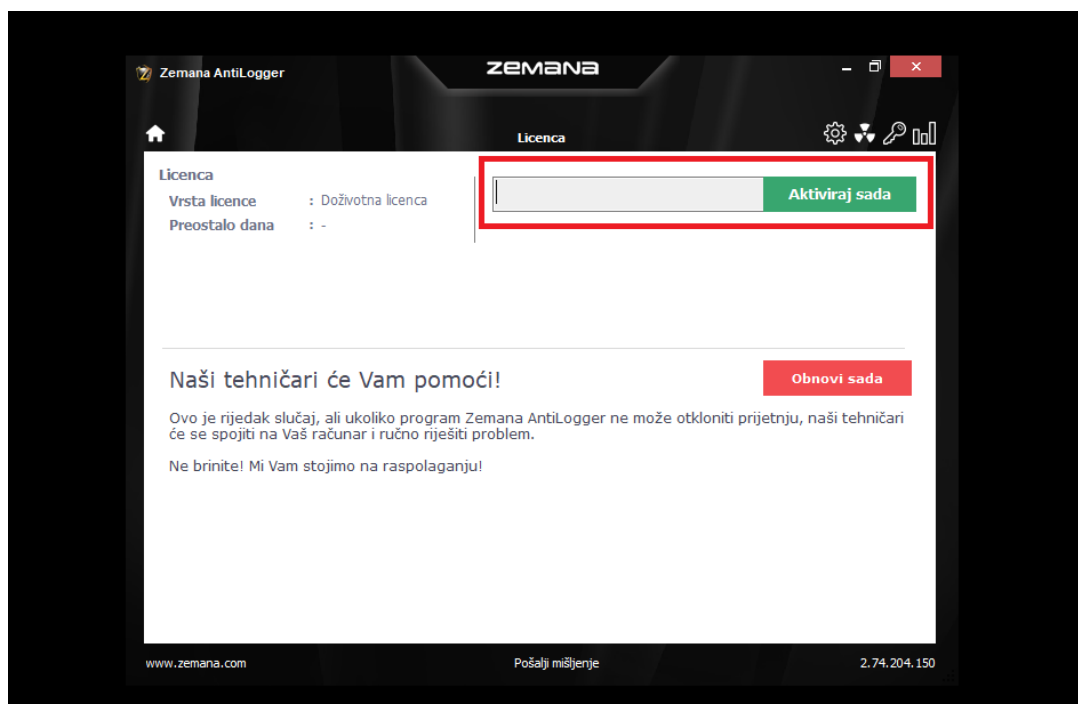 Zemana AntiLogger
zemana
Licenca
Licenca
Vrsta licence : Doživotna licenca
Preostalo dana : -
Aktiviraj sada
Naši tehničari će Vam pomoći!
Obnovi sada
Ovo je rijedak slučaj, ali ukoliko program Zemana AntiLogger ne može otkloniti prijetnju, naši tehničari
će se spojiti na Vaš računar i ručno riješiti problem.
Ne brinite! Mi Vam stojimo na raspolaganju!
www.zemana.com
Pošalji mišljenje
2.74.204.150